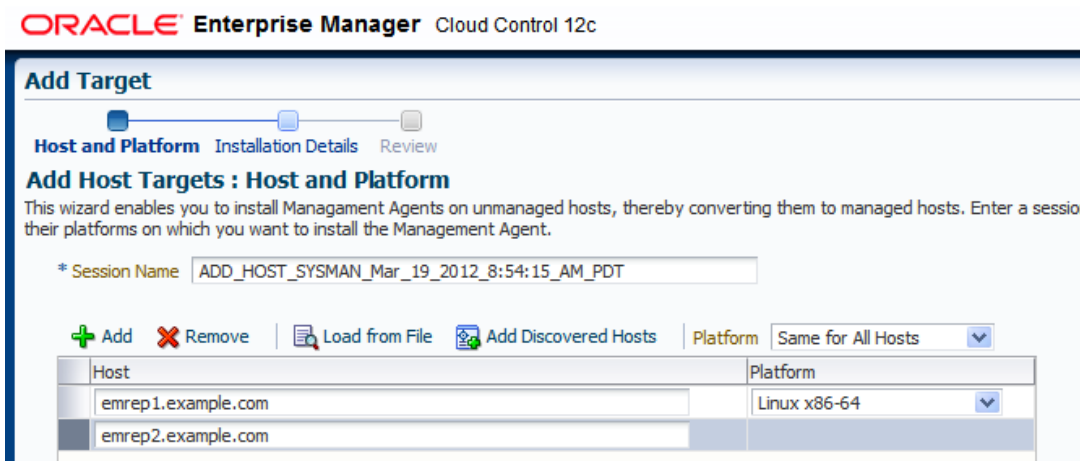 ORACLE Enterprise Manager Cloud Control 12c
Add Target
Host and Platform Installation Details Review
Add Host Targets : Host and Platform
This wizard enables you to install Managament Agents on unmanaged hosts, thereby converting them to managed hosts. Enter a sessio
their platforms on which you want to install the Management Agent.
* Session Name ADD_HOST_SYSMAN_Mar_19_2012_8:54:15_AM_PDT
Add Remove Load from File Add Discovered Hosts Platform Same for All Hosts
Host Platform
emrep1.example.com Linux x86-64
emrep2.example.com